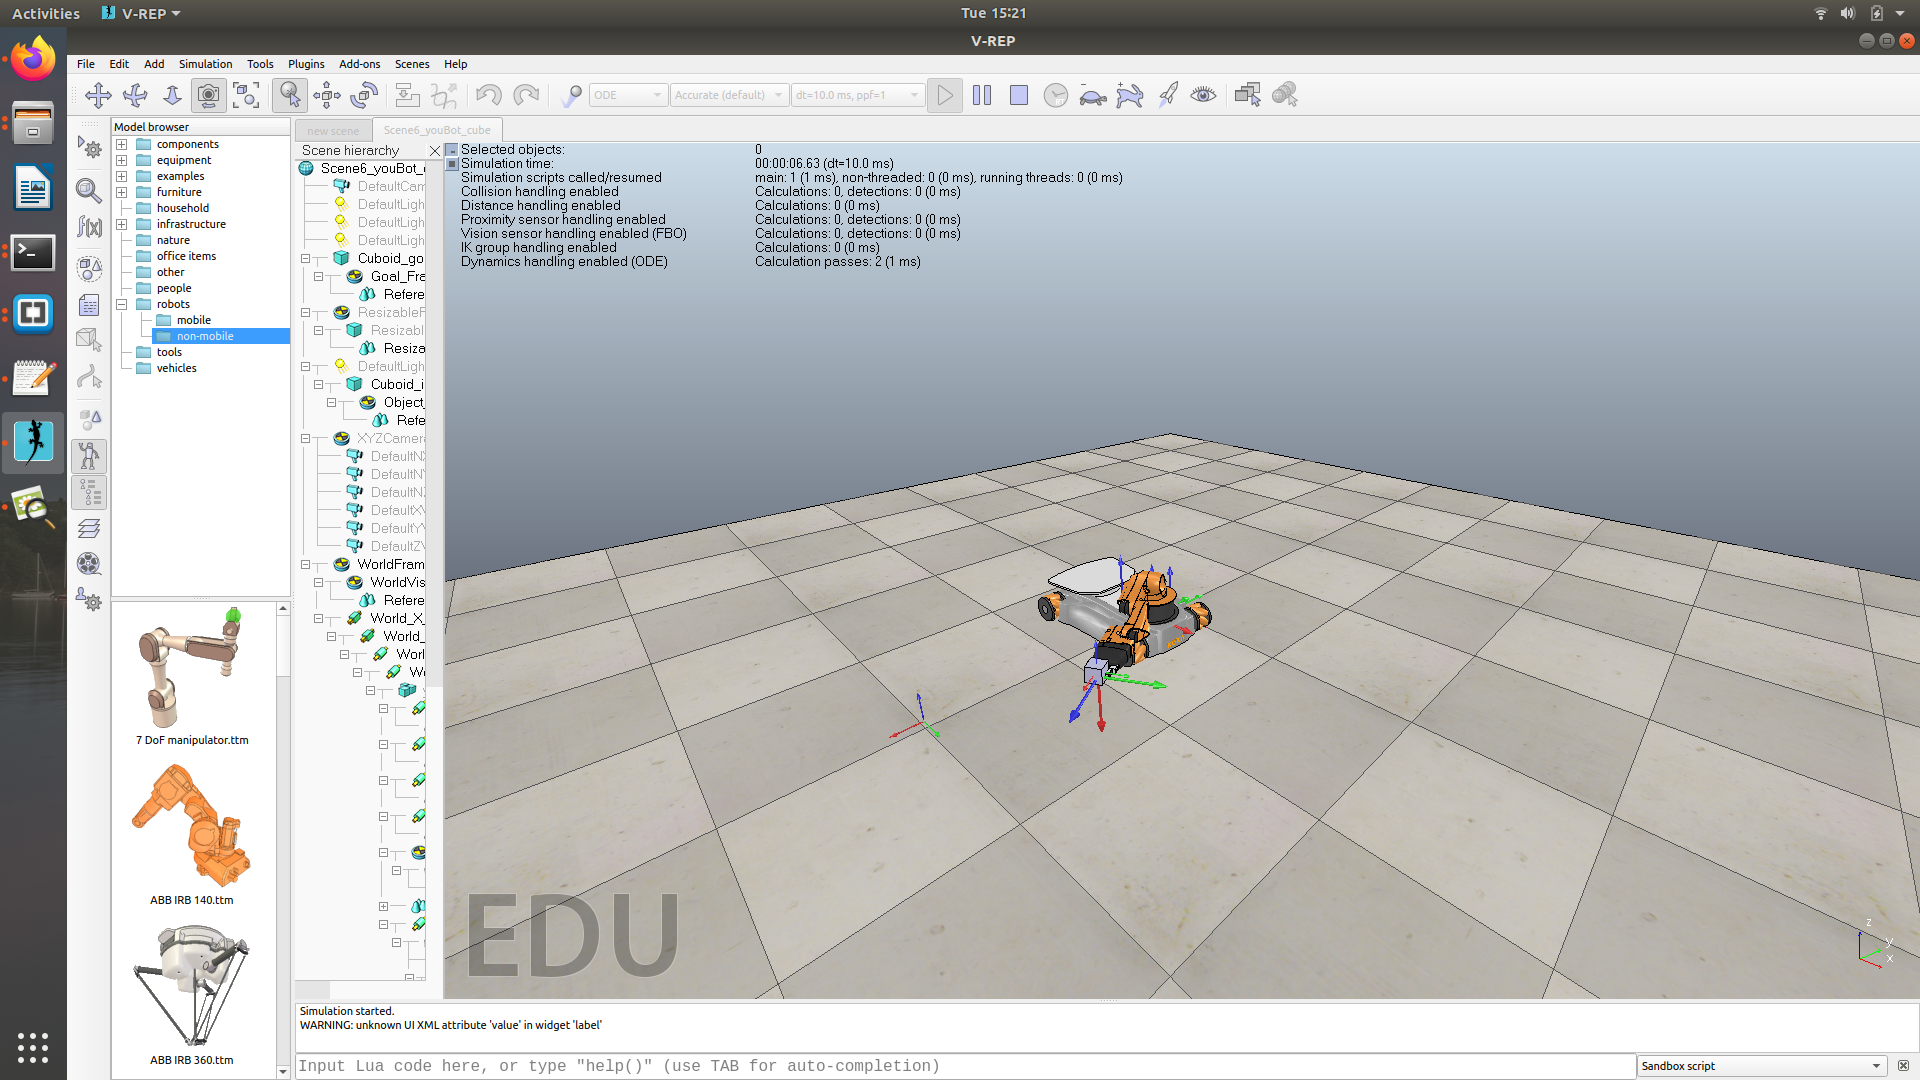 Activities
V-REP
Tue 15:21
V-REP
File Edit Add Simulation Tools Plugins Add-ons Scenes Help
ODE
Accurate (default)
dt=10.0 ms, ppf=1
Model browser
components
equipment
examples
furniture
household
infrastructure
nature
office items
other
people
robots
mobile
non-mobile
tools
vehicles
7 DoF manipulator.ttm
ABB IRB 140.ttm
ABB IRB 360.ttm
new scene
Scene6_youBot_cube
Scene hierarchy
Scene6_youBot_
DefaultCam
DefaultLigh
DefaultLigh
DefaultLigh
Cuboid_go
Goal_Fra
Refere
ResizableF
Resizabl
Resiza
DefaultLigh
Cuboid_i
Object_
Refe
XYZCamera
DefaultNX
DefaultNY
DefaultNZ
DefaultXV
DefaultYV
DefaultZV
WorldFram
WorldVis
Refere
World_X_
World_
Worl
Wo
Selected objects: 0
Simulation time: 00:00:06.63 (dt=10.0 ms)
Simulation scripts called/resumed main: 1 (1 ms), non-threaded: 0 (0 ms), running threads: 0 (0 ms)
Collision handling enabled Calculations: 0, detections: 0 (0 ms)
Distance handling enabled Calculations: 0 (0 ms)
Proximity sensor handling enabled Calculations: 0, detections: 0 (0 ms)
Vision sensor handling enabled (FBO) Calculations: 0, detections: 0 (0 ms)
IK group handling enabled Calculations: 0 (0 ms)
Dynamics handling enabled (ODE) Calculation passes: 2 (1 ms)
EDU
z
y
x
Simulation started.
WARNING: unknown UI XML attribute 'value' in widget 'label'
Input Lua code here, or type "help()" (use TAB for auto-completion)
Sandbox script